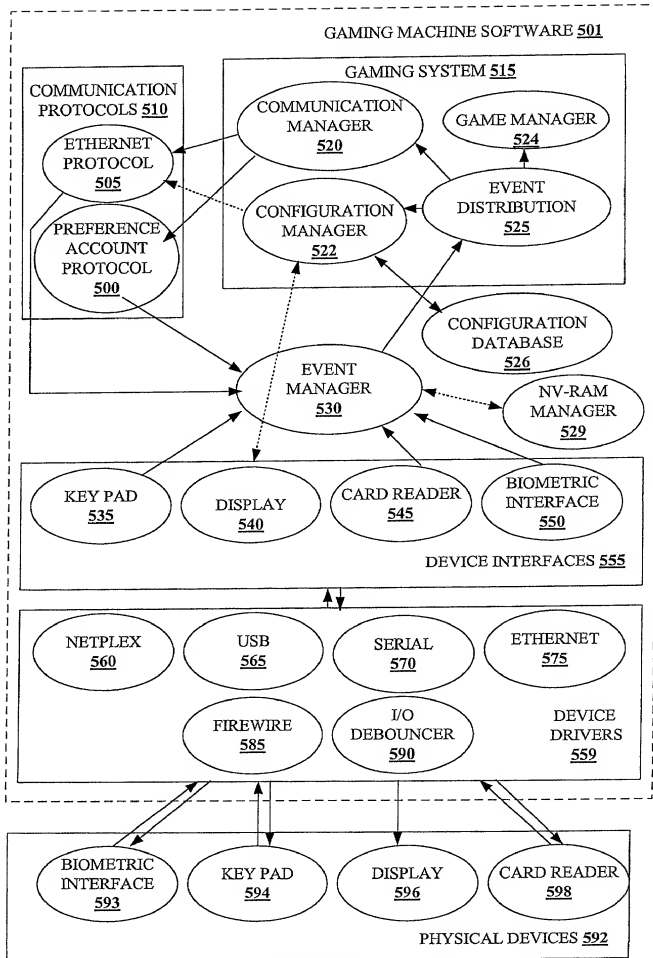 GAMING MACHINE SOFTWARE 501
COMMUNICATION
PROTOCOLS 510
ETHERNET
PROTOCOL
505
PREFERENCE
ACCOUNT
PROTOCOL
500
GAMING SYSTEM 515
COMMUNICATION
MANAGER
520
GAME MANAGER
524
CONFIGURATION
MANAGER
522
EVENT
DISTRIBUTION
525
CONFIGURATION
DATABASE
526
EVENT
MANAGER
530
NV-RAM
MANAGER
529
KEY PAD
535
DISPLAY
540
CARD READER
545
BIOMETRIC
INTERFACE
550
DEVICE INTERFACES 555
NETPLEX
560
USB
565
SERIAL
570
ETHERNET
575
FIREWIRE
585
I/O
DEBOUNCER
590
DEVICE
DRIVERS
559
BIOMETRIC
INTERFACE
593
KEY PAD
594
DISPLAY
596
CARD READER
598
PHYSICAL DEVICES 592